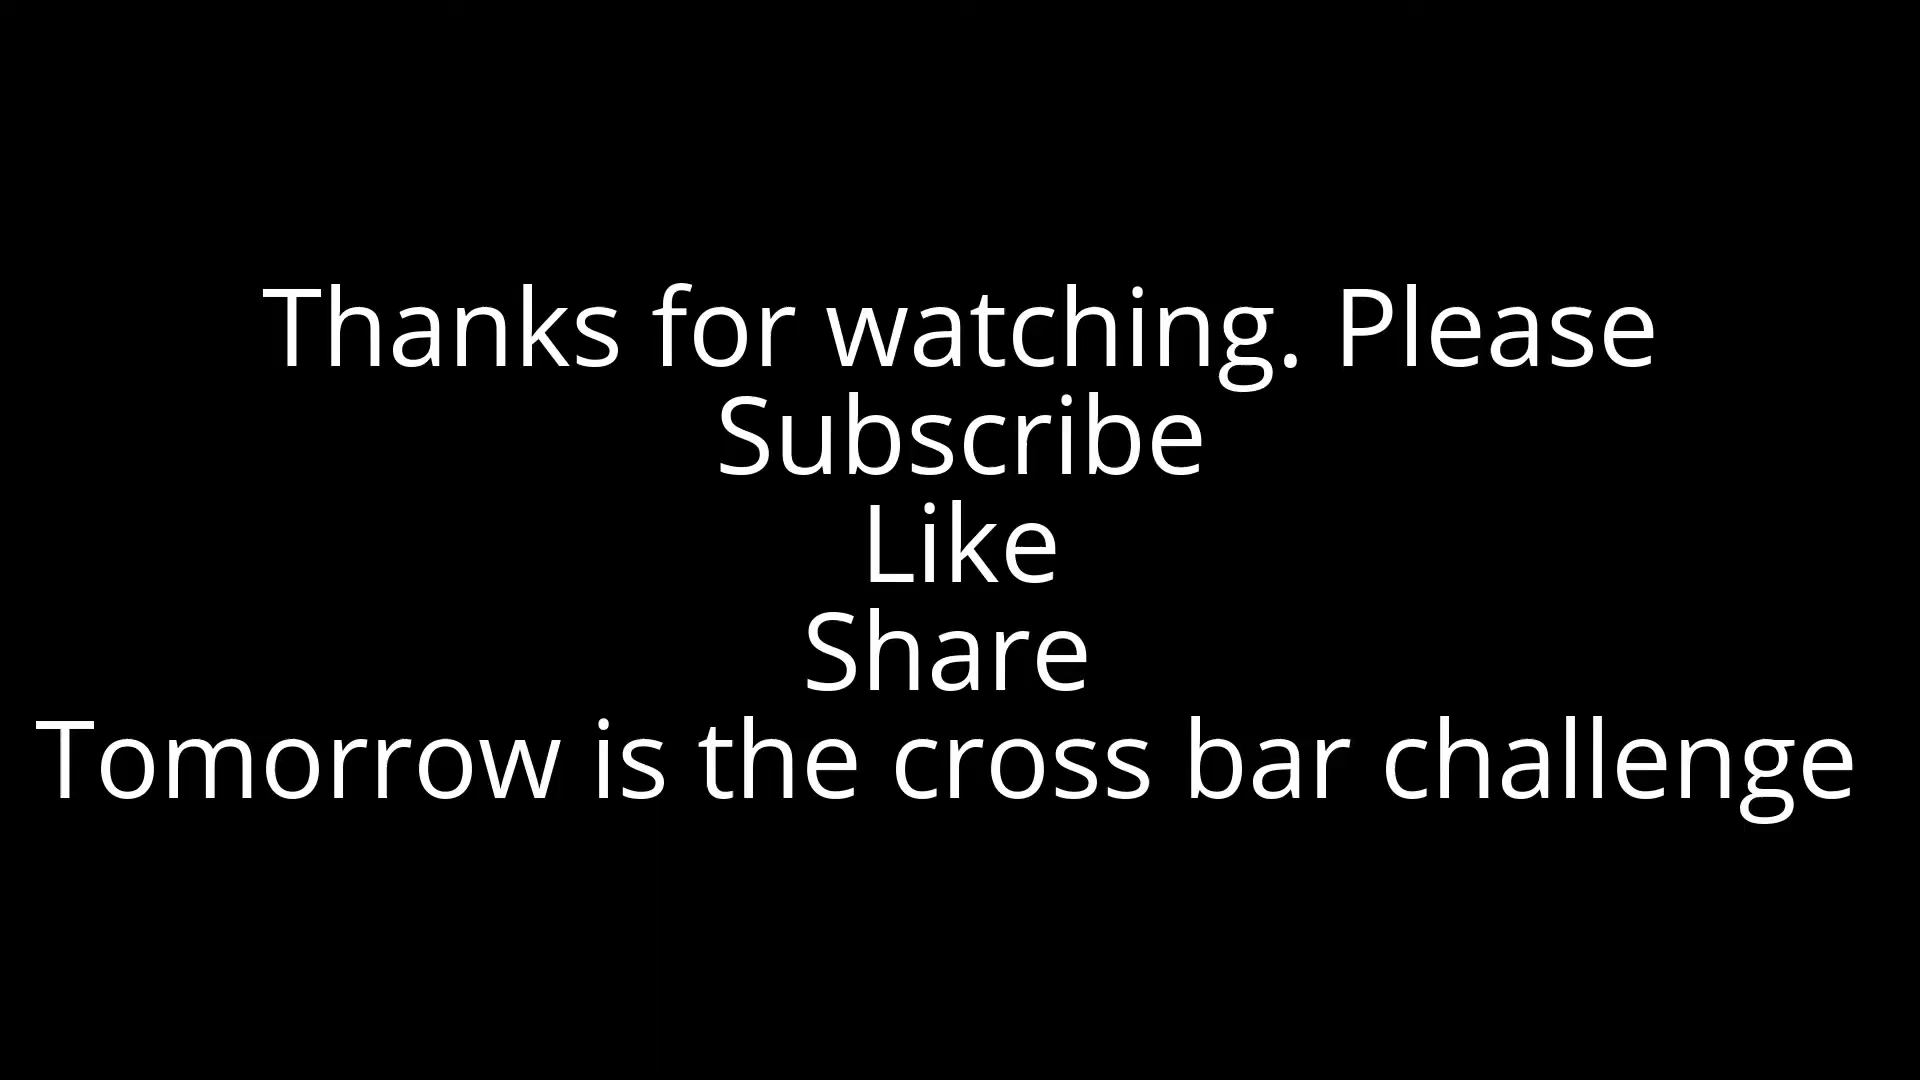 Thanks for watching. Please
Subscribe
Like
Share
Tomorrow is the cross bar challenge